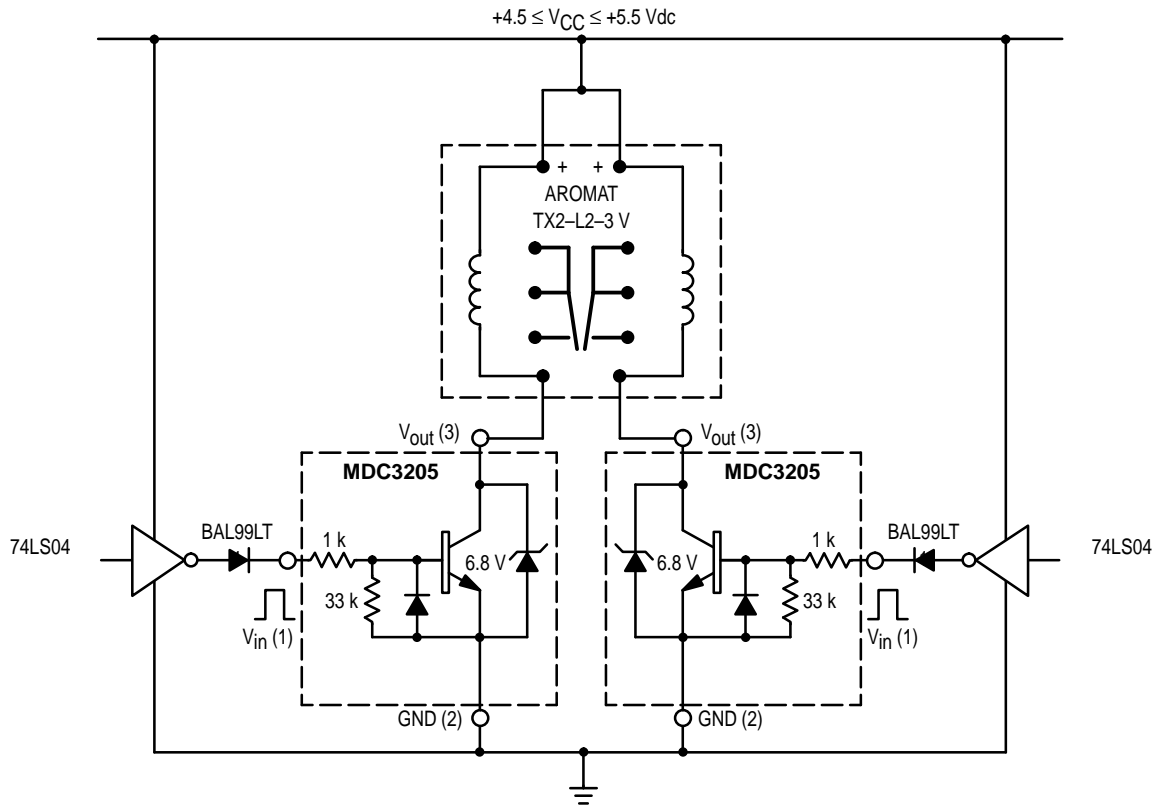 +4.5 ≤ VCC ≤ +5.5 Vdc
+ +
AROMAT
TX2–L2–3 V
Vout (3)
Vout (3)
MDC3205
MDC3205
74LS04
BAL99LT
1 k
6.8 V
33 k
Vin (1)
6.8 V
1 k
33 k
BAL99LT
74LS04
Vin (1)
GND (2)
GND (2)